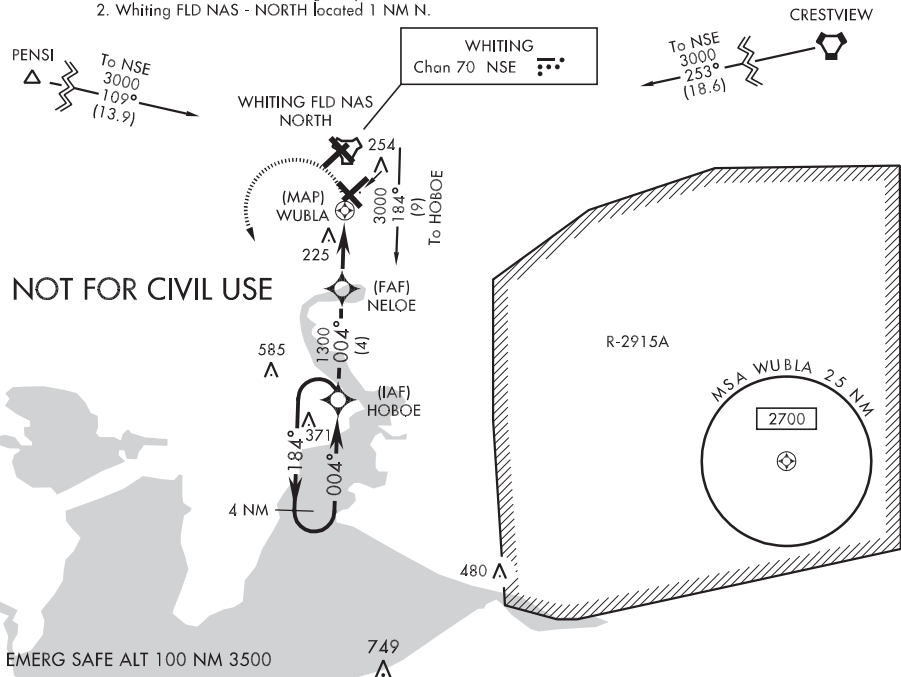 2. Whiting FLD NAS - NORTH located 1 NM N.
CRESTVIEW
WHITING
Chan 70 NSE
PENSI
To NSE
3000
109°
(13.9)
To NSE
3000
253°
(18.6)
WHITING FLD NAS
NORTH
254
(MAP)
WUBLA
3000
184°
(9)
To HOBOE
225
NOT FOR CIVIL USE
(FAF)
NELOE
1300
004°
(4)
585
R-2915A
(IAF)
HOBOE
MSA WUBLA 25 NM
2700
371
184°
004°
4 NM
480
749
EMERG SAFE ALT 100 NM 3500